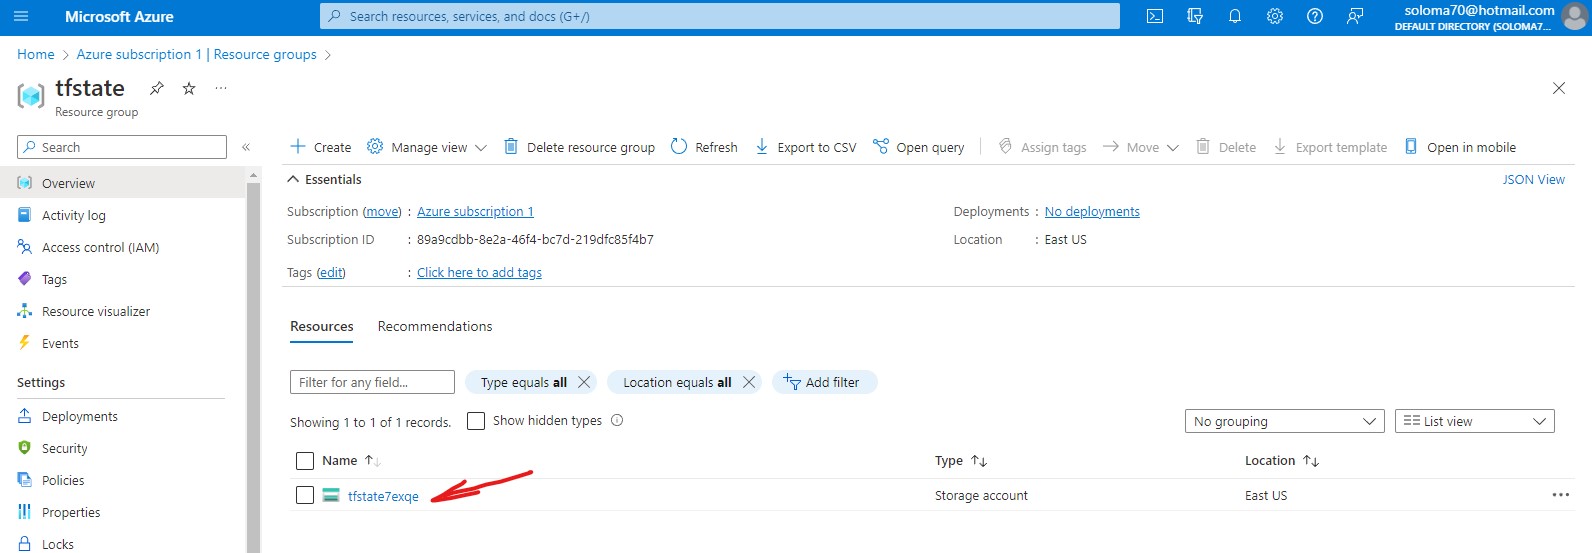 Microsoft Azure
Search resources, services, and docs (G+/)
soloma70@hotmail.com
DEFAULT DIRECTORY (SOLOMA7...
Home > Azure subscription 1 | Resource groups >
tfstate
Resource group
Search
Overview
Activity log
Access control (IAM)
Tags
Resource visualizer
Events
Settings
Deployments
Security
Policies
Properties
Locks
Create Manage view Delete resource group Refresh Export to CSV Open query Assign tags Move Delete Export template Open in mobile
Essentials
JSON View
Subscription (move) : Azure subscription 1
Deployments : No deployments
Subscription ID : 89a9cdbb-8e2a-46f4-bc7d-219dfc85f4b7
Location : East US
Tags (edit) : Click here to add tags
Resources Recommendations
Filter for any field... Type equals all Location equals all Add filter
Showing 1 to 1 of 1 records. Show hidden types
No grouping List view
Name Type Location
tfstate7exqe Storage account East US